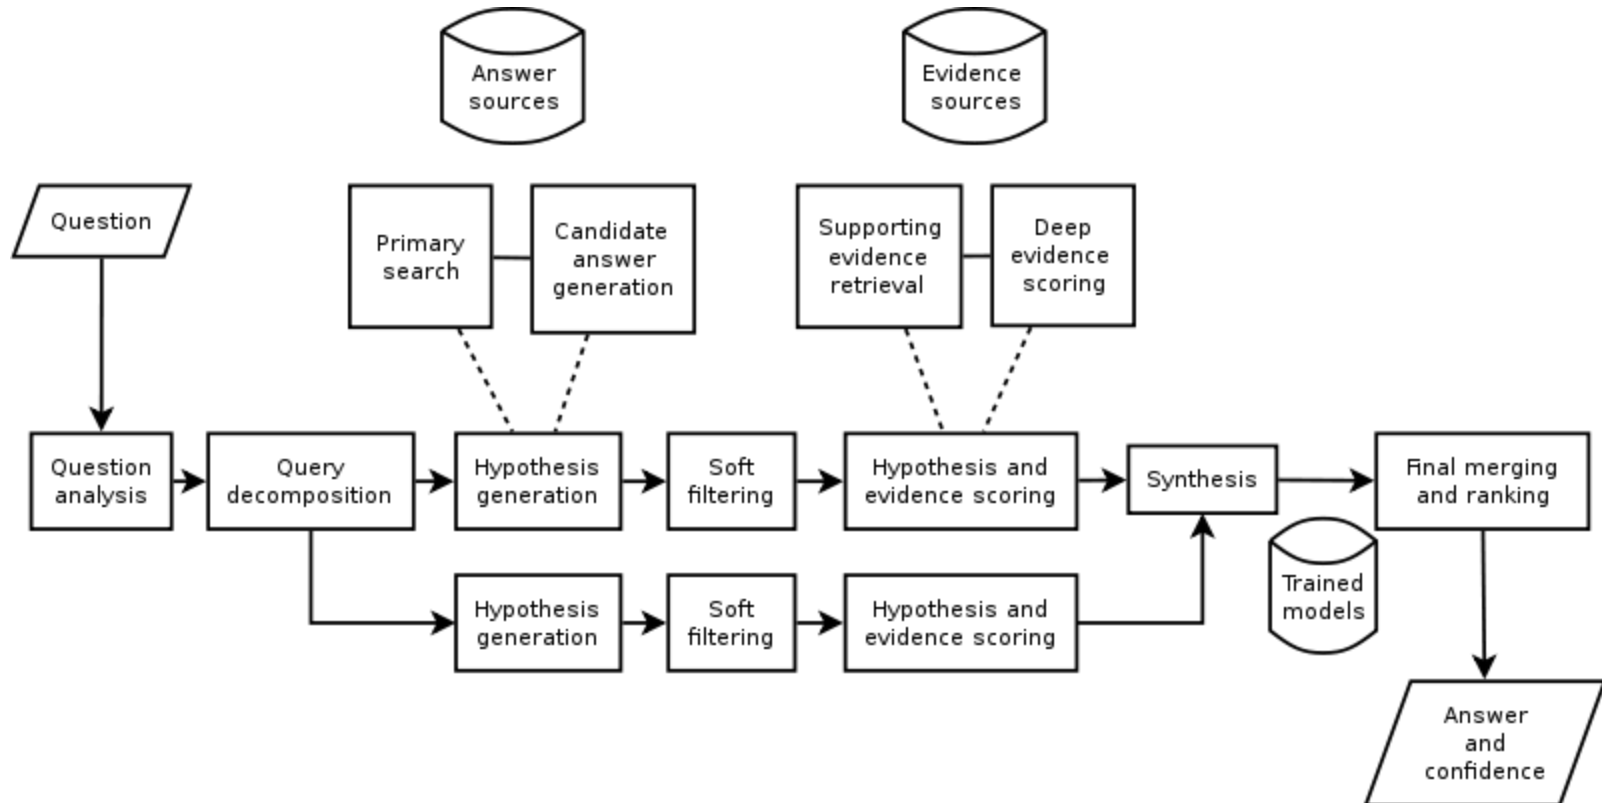 Answer
sources
Evidence
sources
Question
Primary
search
Candidate
answer
generation
Supporting
evidence
retrieval
Deep
evidence
scoring
Question
analysis
Query
decomposition
Hypothesis
generation
Soft
filtering
Hypothesis and
evidence scoring
Synthesis
Final merging
and ranking
Hypothesis
generation
Soft
filtering
Hypothesis and
evidence scoring
Trained
models
Answer
and
confidence